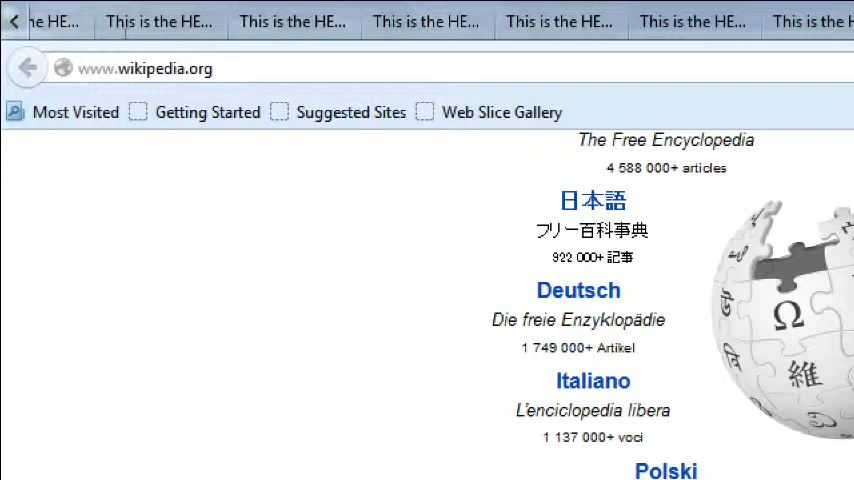 he HE... This is the HE... This is the HE... This is the HE... This is the HE... This is the HE... This is the H
www.wikipedia.org
Most Visited Getting Started Suggested Sites Web Slice Gallery
The Free Encyclopedia
4 588 000+ articles
日本語
フリー百科事典
922 000+ 記事
Deutsch
Die freie Enzyklopädie
1 749 000+ Artikel
Italiano
L'enciclopedia libera
1 137 000+ voci
Polski
Ω
維